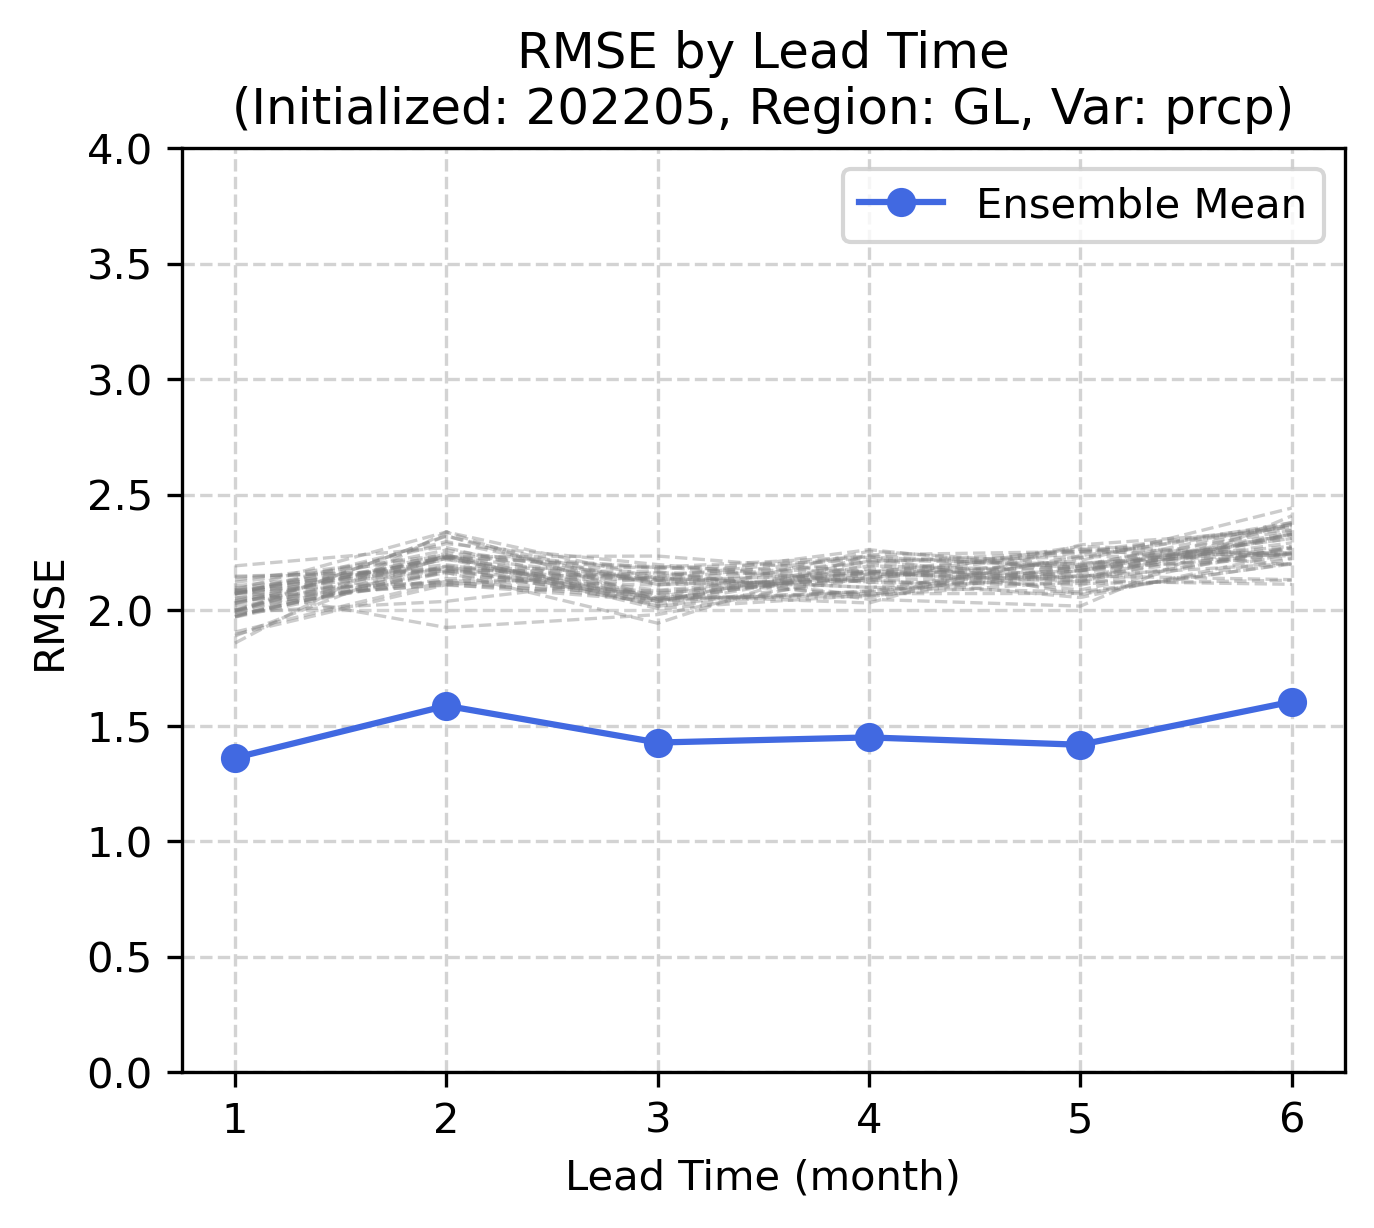 RMSE by Lead Time
(Initialized: 202205, Region: GL, Var: prcp)
4.0
3.5
3.0
2.5
2.0
1.5
1.0
0.5
0.0
RMSE
Ensemble Mean
1 2 3 4 5 6
Lead Time (month)